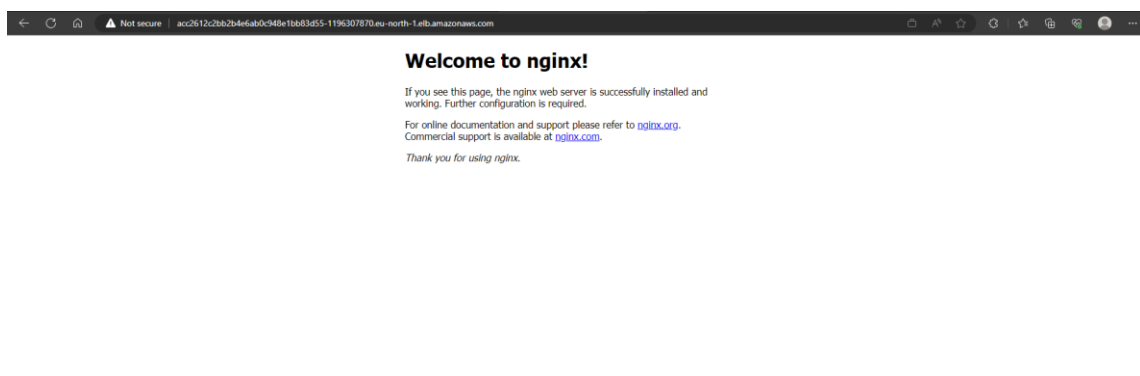 Not secure | acc2612c2bb2b4e6ab0c948e1bb83d55-1196307870.eu-north-1.elb.amazonaws.com
Welcome to nginx!
If you see this page, the nginx web server is successfully installed and
working. Further configuration is required.
For online documentation and support please refer to nginx.org.
Commercial support is available at nginx.com.
Thank you for using nginx.